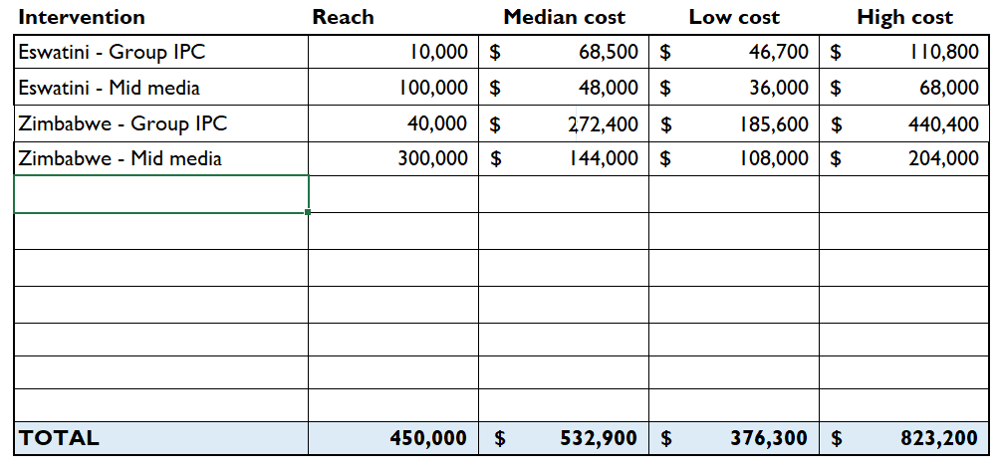 Intervention Reach Median cost Low cost High cost
Eswatini - Group IPC 10,000 $ 68,500 $ 46,700 $ 110,800
Eswatini - Mid media 100,000 $ 48,000 $ 36,000 $ 68,000
Zimbabwe - Group IPC 40,000 $ 272,400 $ 185,600 $ 440,400
Zimbabwe - Mid media 300,000 $ 144,000 $ 108,000 $ 204,000
TOTAL 450,000 $ 532,900 $ 376,300 $ 823,200